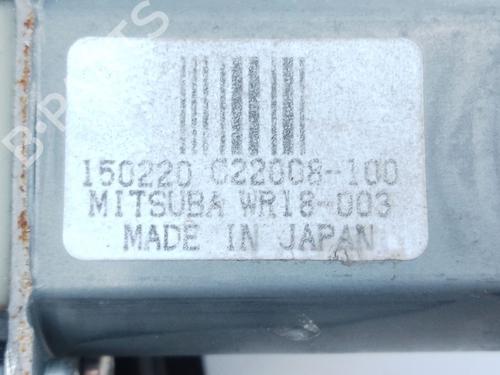 150220 C22008-100
MITSUBA WR18-003
MADE IN JAPAN